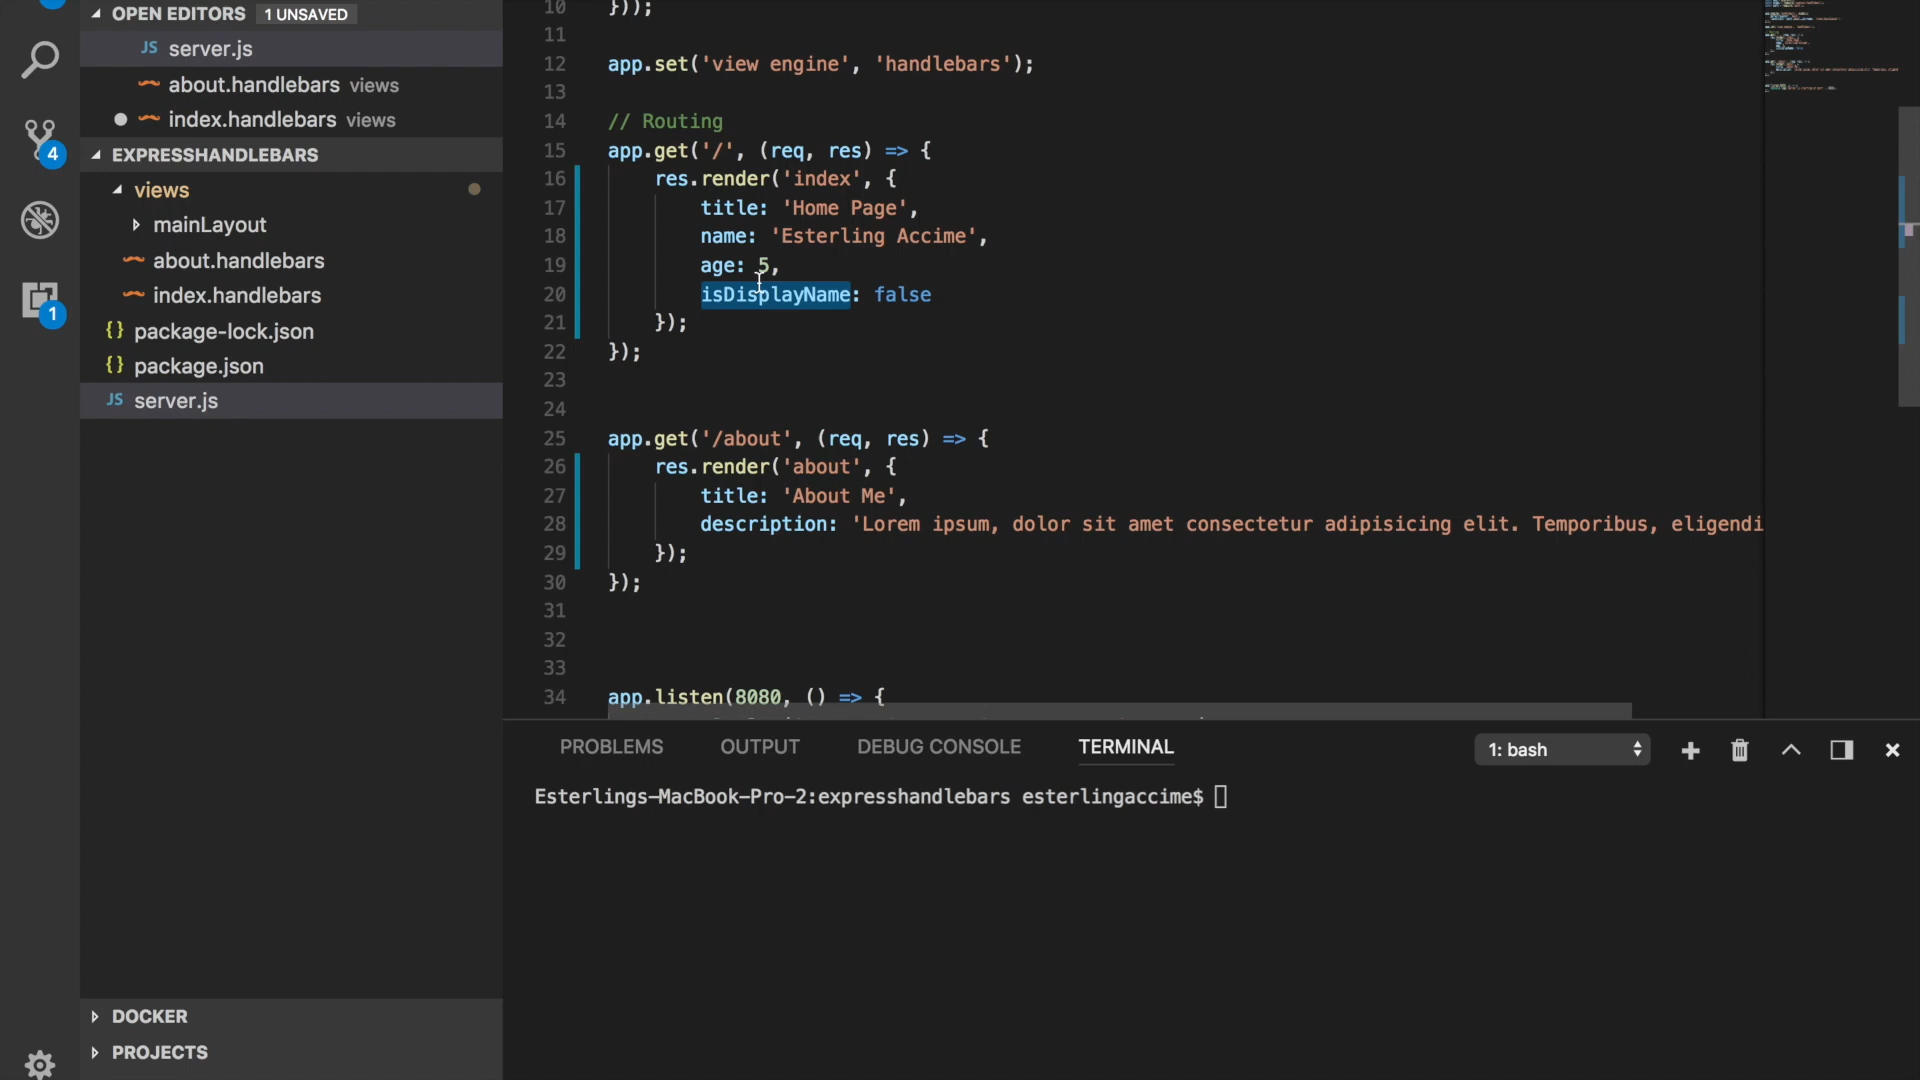 OPEN EDITORS 1 UNSAVED
JS server.js
about.handlebars views
index.handlebars views
4
EXPRESSHANDLEBARS
views
mainLayout
about.handlebars
index.handlebars
1
{} package-lock.json
{} package.json
JS server.js
DOCKER
PROJECTS
10 }));
11
12 app.set('view engine', 'handlebars');
13
14 // Routing
15 app.get('/', (req, res) => {
16 res.render('index', {
17 title: 'Home Page',
18 name: 'Esterling Accime',
19 age: 5,
20 isDisplayName: false
21 });
22 });
23
24
25 app.get('/about', (req, res) => {
26 res.render('about', {
27 title: 'About Me',
28 description: 'Lorem ipsum, dolor sit amet consectetur adipisicing elit. Temporibus, eligendi
29 });
30 });
31
32
33
34 app.listen(8080, () => {
PROBLEMS OUTPUT DEBUG CONSOLE TERMINAL 1: bash
Esterlings-MacBook-Pro-2:expresshandlebars esterlingaccime$